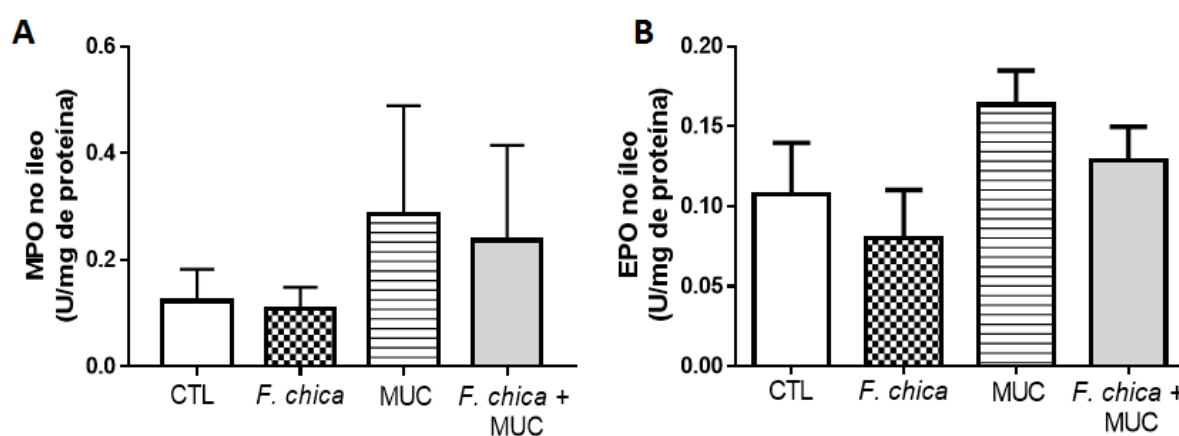 A
MPO no íleo
(U/mg de proteína)
0.6
0.4
0.2
0.0
CTL
F. chica
MUC
F. chica +
MUC
B
EPO no íleo
(U/mg de proteína)
0.20
0.15
0.10
0.05
0.00
CTL
F. chica
MUC
F. chica +
MUC